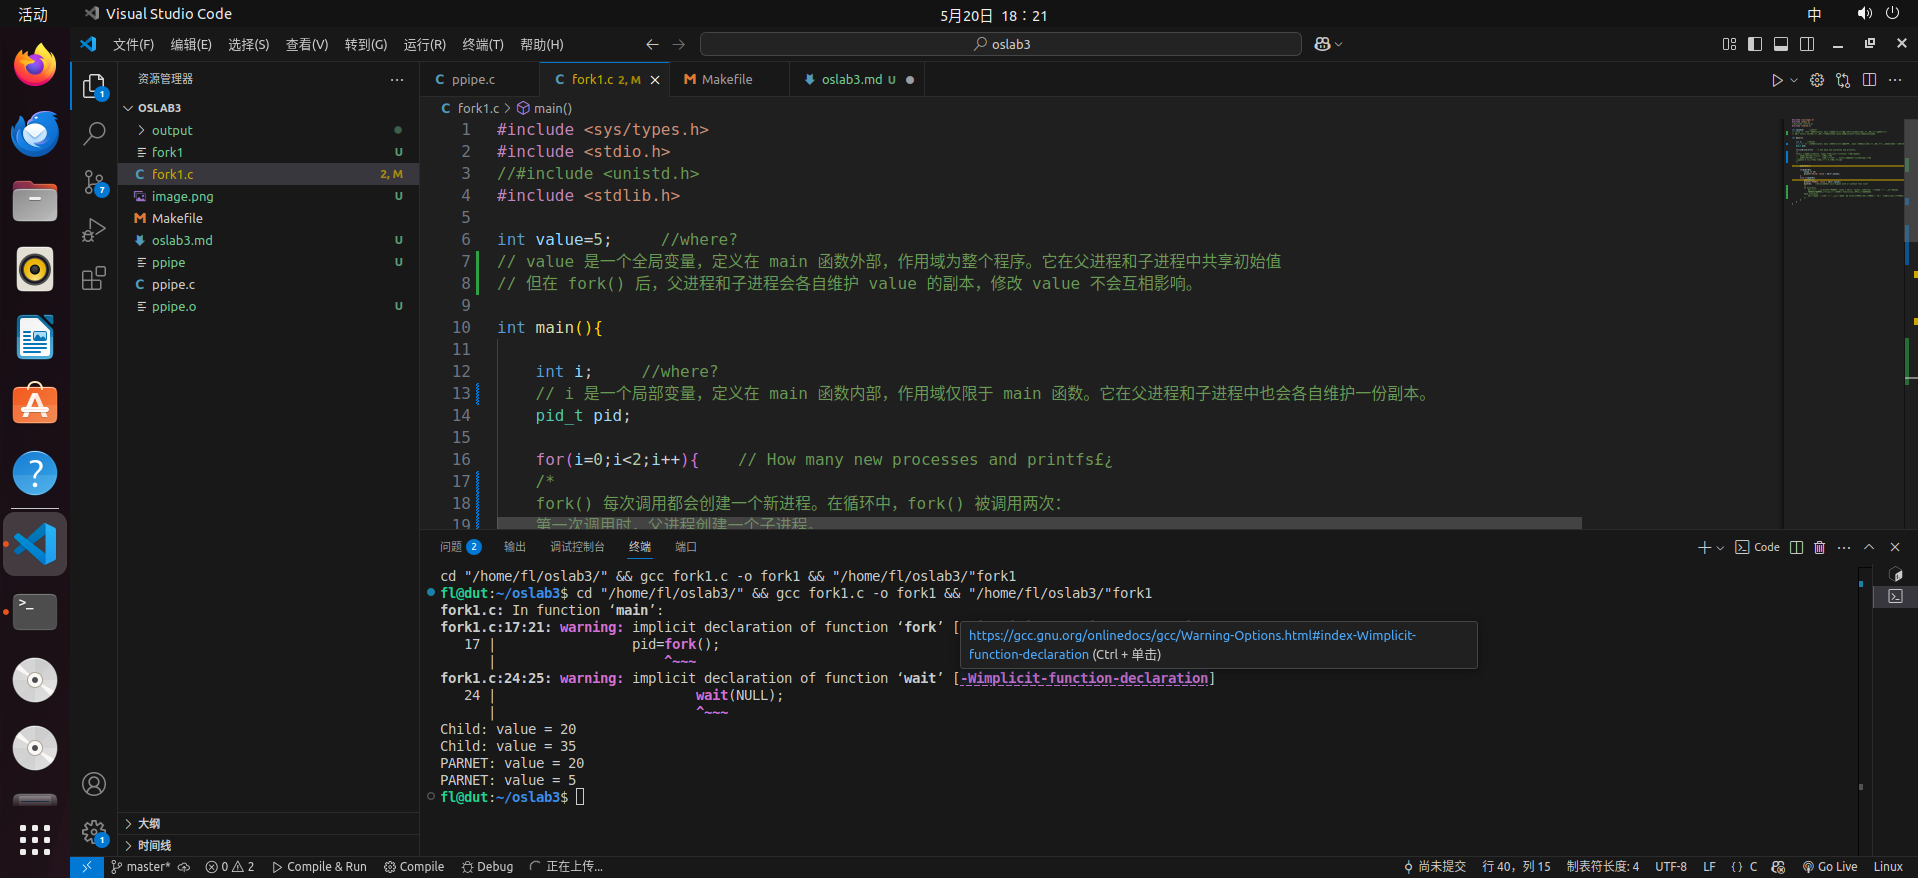 活动
Visual Studio Code
5月20日 18：21
中
文件(F) 编辑(E) 选择(S) 查看(V) 转到(G) 运行(R) 终端(T) 帮助(H)
oslab3
资源管理器
OSLAB3
output
fork1 U
fork1.c 2, M
image.png U
Makefile
oslab3.md U
ppipe U
ppipe.c
ppipe.o U
大纲
时间线
1
7
1
ppipe.c
fork1.c 2, M
Makefile
oslab3.md U
fork1.c > main()
1 #include <sys/types.h>
2 #include <stdio.h>
3 //#include <unistd.h>
4 #include <stdlib.h>
5
6 int value=5; //where?
7 // value 是一个全局变量，定义在 main 函数外部，作用域为整个程序。它在父进程和子进程中共享初始值
8 // 但在 fork() 后，父进程和子进程会各自维护 value 的副本，修改 value 不会互相影响。
9
10 int main(){
11
12 int i; //where?
13 // i 是一个局部变量，定义在 main 函数内部，作用域仅限于 main 函数。它在父进程和子进程中也会各自维护一份副本。
14 pid_t pid;
15
16 for(i=0;i<2;i++){ // How many new processes and printfs£¿
17 /*
18 fork() 每次调用都会创建一个新进程。在循环中，fork() 被调用两次：
19 第一次调用时，父进程创建一个子进程。
问题 2 输出 调试控制台 终端 端口
Code
cd "/home/fl/oslab3/" && gcc fork1.c -o fork1 && "/home/fl/oslab3/"fork1
fl@dut:~/oslab3$ cd "/home/fl/oslab3/" && gcc fork1.c -o fork1 && "/home/fl/oslab3/"fork1
fork1.c: In function ‘main’:
fork1.c:17:21: warning: implicit declaration of function ‘fork’ [
17 | pid=fork();
| ^~~~
https://gcc.gnu.org/onlinedocs/gcc/Warning-Options.html#index-Wimplicit-
function-declaration (Ctrl + 单击)
fork1.c:24:25: warning: implicit declaration of function ‘wait’ [-Wimplicit-function-declaration]
24 | wait(NULL);
| ^~~~
Child: value = 20
Child: value = 35
PARNET: value = 20
PARNET: value = 5
fl@dut:~/oslab3$
master* 0 2 Compile & Run Compile Debug 正在上传...
尚未提交 行 40，列 15 制表符长度: 4 UTF-8 LF {} C Go Live Linux